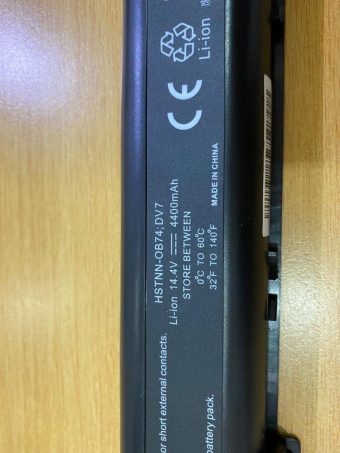 HSTNN-OB74;DV7
Li-ion 14.4V 4400mAh
STORE BETWEEN
0°C TO 60°C
32°F TO 140°F
MADE IN CHINA
CE
Li-ion
or short external contacts.
battery pack.